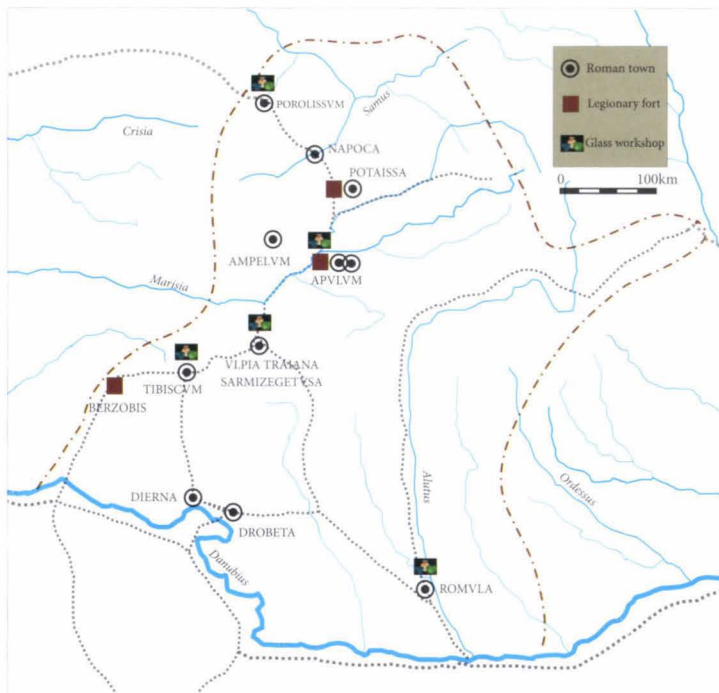 Roman town
Legionary fort
Glass workshop
0 100km
POROLISSVM
Samus
Crisia
NAPOCA
POTAISSA
AMPELVM
APVLVM
Marisia
VLPIA TRAIANA
SARMIZEGETVSA
TIBISCVM
BERZOBIS
DIERNA
DROBETA
Alutus
Ordessus
Danubius
ROMVLA